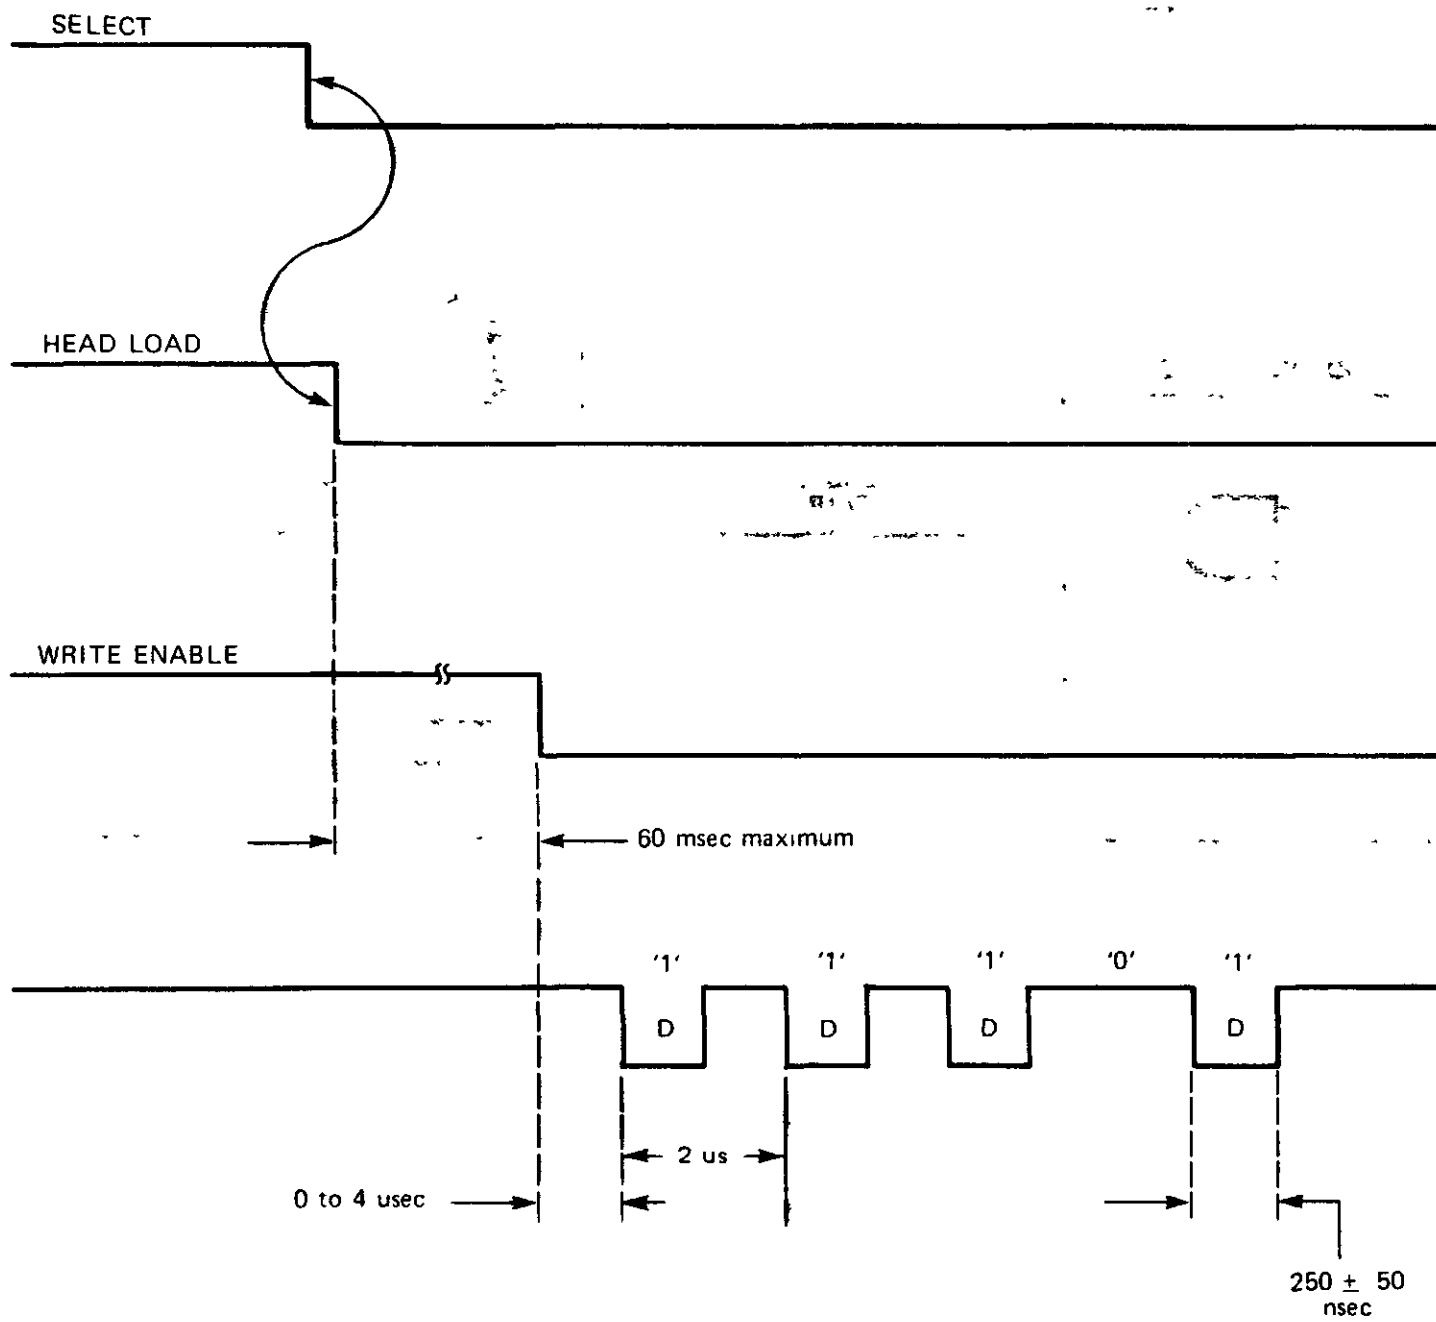 SELECT
HEAD LOAD
WRITE ENABLE
60 msec maximum
'1' '1' '1' '0' '1'
D D D D
2 us
0 to 4 usec
250 ± 50
nsec